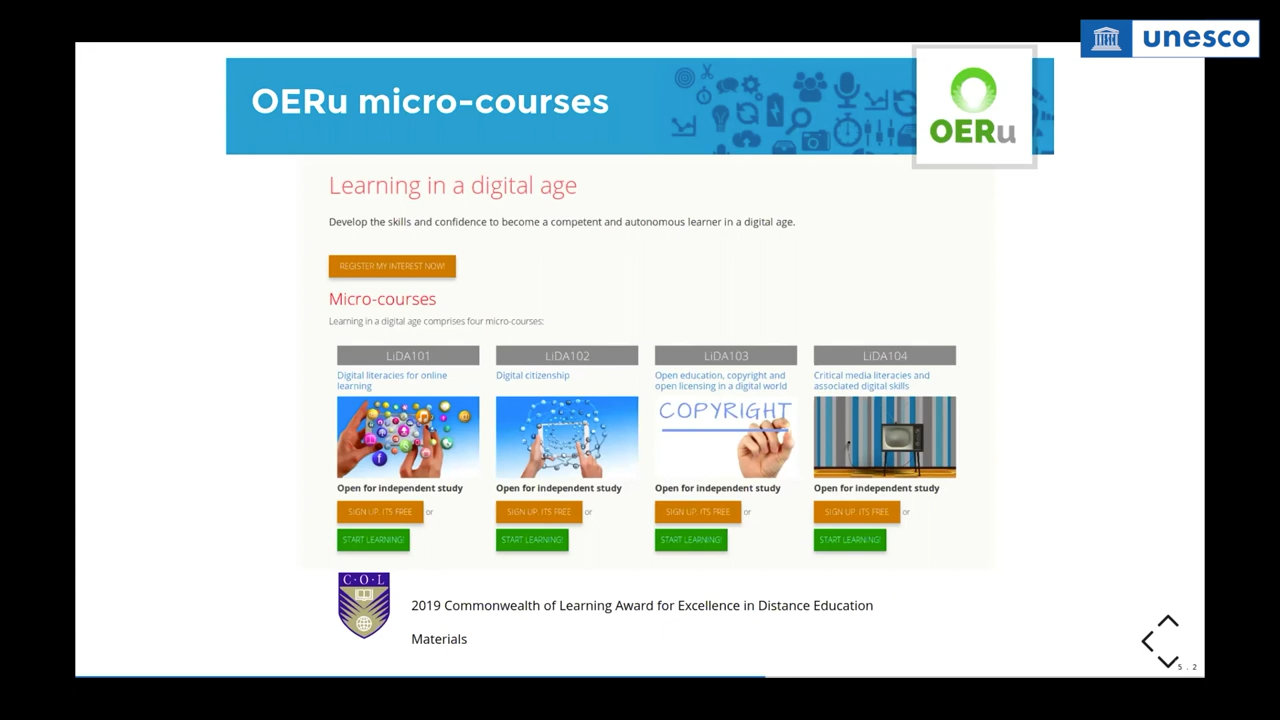 unesco
OERu micro-courses
OERu
Learning in a digital age
Develop the skills and confidence to become a competent and autonomous learner in a digital age.
REGISTER MY INTEREST NOW!
Micro-courses
Learning in a digital age comprises four micro-courses:
LiDA101 LiDA102 LiDA103 LiDA104
Digital literacies for online Digital citizenship Open education, copyright and Critical media literacies and
learning open licensing in a digital world associated digital skills
COPYRIGHT
Open for independent study Open for independent study Open for independent study Open for independent study
SIGN UP. ITS FREE or SIGN UP. ITS FREE or SIGN UP. ITS FREE or SIGN UP. ITS FREE or
START LEARNING! START LEARNING! START LEARNING! START LEARNING!
C·O·L
2019 Commonwealth of Learning Award for Excellence in Distance Education
Materials
5.2